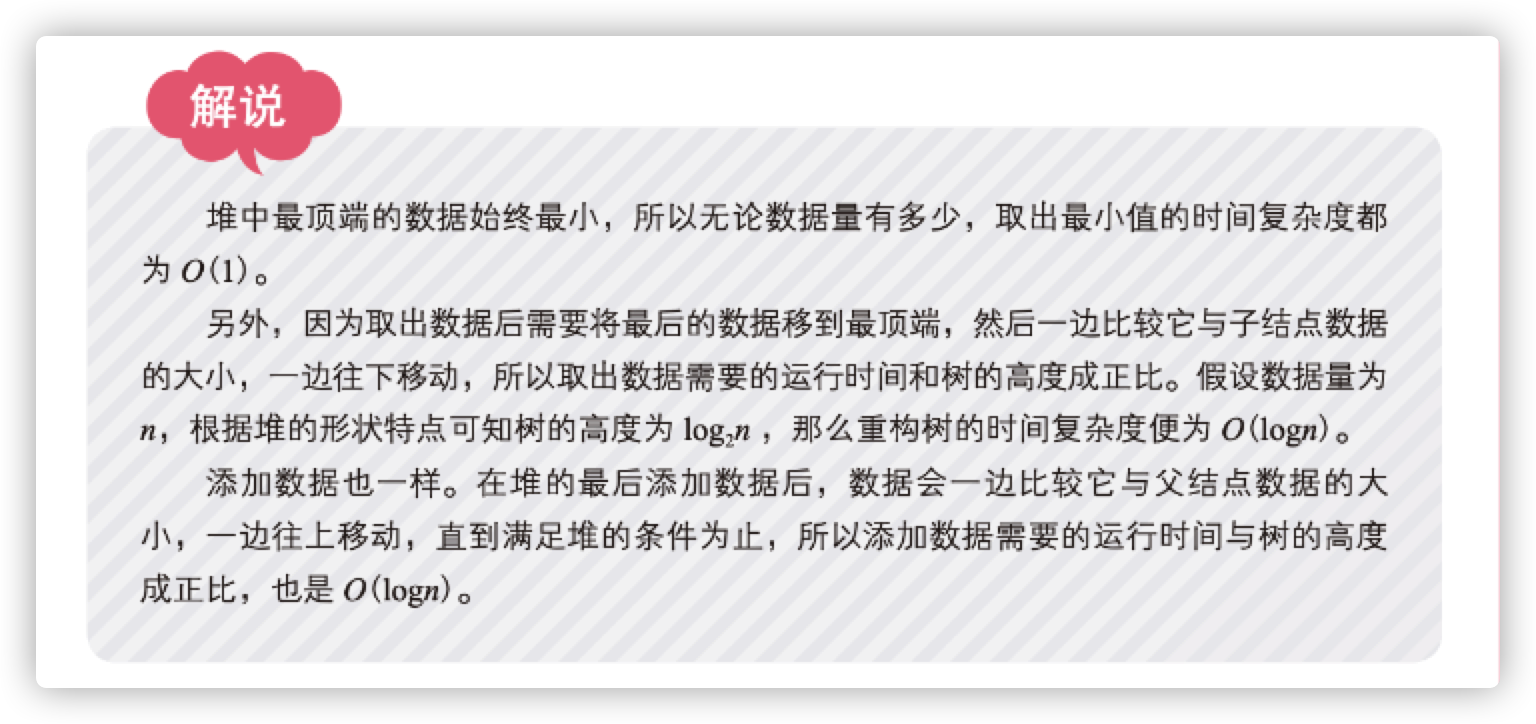 解说
堆中最顶端的数据始终最小，所以无论数据量有多少，取出最小值的时间复杂度都
为 O(1)。
另外，因为取出数据后需要将最后的数据移到最顶端，然后一边比较它与子结点数据
的大小，一边往下移动，所以取出数据需要的运行时间和树的高度成正比。假设数据量为
n，根据堆的形状特点可知树的高度为 log₂n ，那么重构树的时间复杂度便为 O(logn)。
添加数据也一样。在堆的最后添加数据后，数据会一边比较它与父结点数据的大
小，一边往上移动，直到满足堆的条件为止，所以添加数据需要的运行时间与树的高度
成正比，也是 O(logn)。